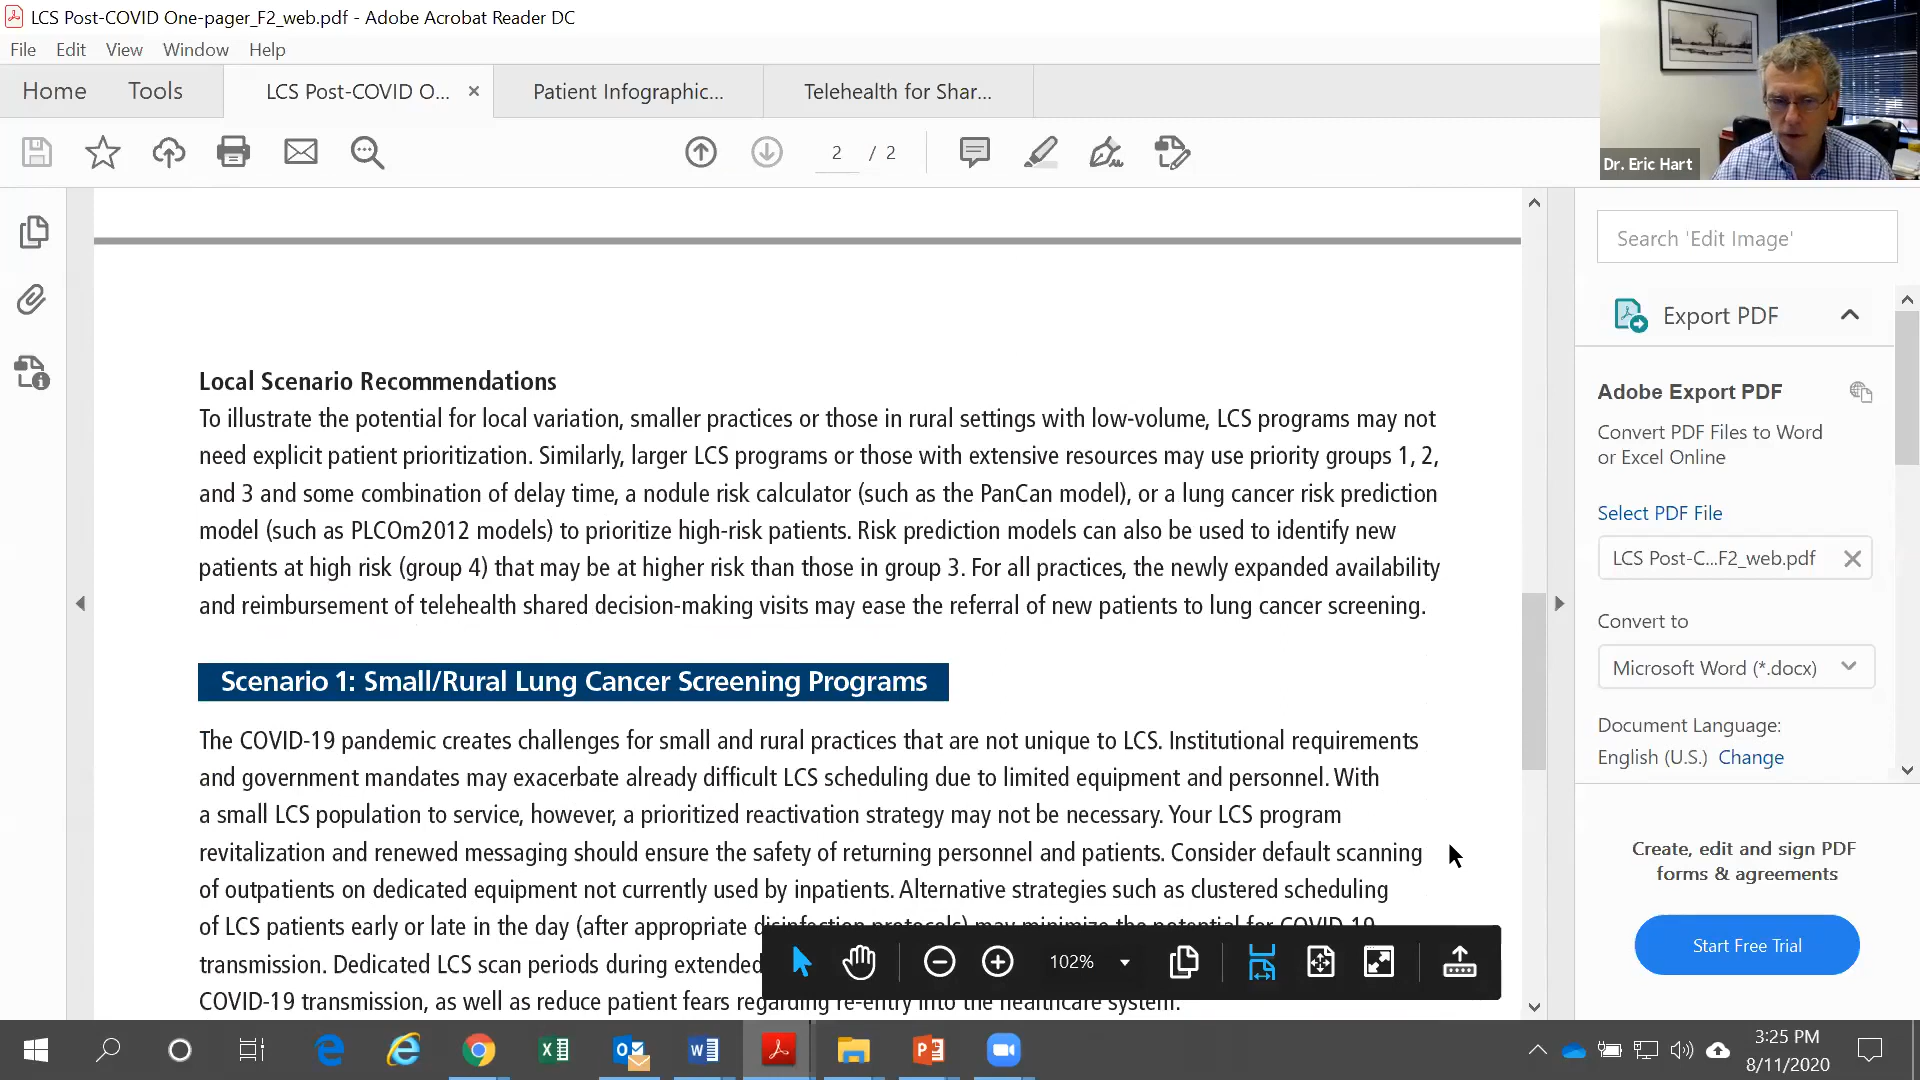 LCS Post-COVID One-pager_F2_web.pdf - Adobe Acrobat Reader DC
File Edit View Window Help
Home Tools LCS Post-COVID O... Patient Infographic... Telehealth for Shar...
2 / 2
Dr. Eric Hart
Search 'Edit Image'
Export PDF
Adobe Export PDF
Convert PDF Files to Word
or Excel Online
Select PDF File
LCS Post-C...F2_web.pdf
Convert to
Microsoft Word (*.docx)
Document Language:
English (U.S.) Change
Create, edit and sign PDF
forms & agreements
Start Free Trial
Local Scenario Recommendations
To illustrate the potential for local variation, smaller practices or those in rural settings with low-volume, LCS programs may not
need explicit patient prioritization. Similarly, larger LCS programs or those with extensive resources may use priority groups 1, 2,
and 3 and some combination of delay time, a nodule risk calculator (such as the PanCan model), or a lung cancer risk prediction
model (such as PLCOm2012 models) to prioritize high-risk patients. Risk prediction models can also be used to identify new
patients at high risk (group 4) that may be at higher risk than those in group 3. For all practices, the newly expanded availability
and reimbursement of telehealth shared decision-making visits may ease the referral of new patients to lung cancer screening.
Scenario 1: Small/Rural Lung Cancer Screening Programs
The COVID-19 pandemic creates challenges for small and rural practices that are not unique to LCS. Institutional requirements
and government mandates may exacerbate already difficult LCS scheduling due to limited equipment and personnel. With
a small LCS population to service, however, a prioritized reactivation strategy may not be necessary. Your LCS program
revitalization and renewed messaging should ensure the safety of returning personnel and patients. Consider default scanning
of outpatients on dedicated equipment not currently used by inpatients. Alternative strategies such as clustered scheduling
of LCS patients early or late in the day (after appropriate disinfection protocols) may minimize the potential for COVID-19
transmission. Dedicated LCS scan periods during extended
COVID-19 transmission, as well as reduce patient fears regarding re-entry into the healthcare system.
102%
3:25 PM
8/11/2020